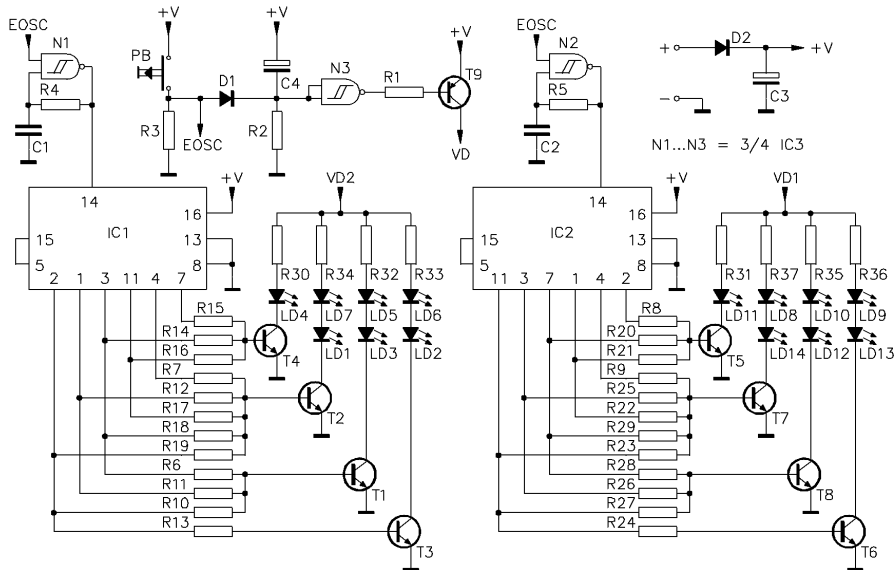 EOSC N1 +V +V N3 +V EOSC N2
PB D1 C4 R1 T9 D2 +V
R4 R5 + C3
C1 R3 EOSC R2 VD C2 -
N1...N3 = 3/4 IC3
14 +V VD2 14 +V VD1
16 16
15 IC1 13 15 IC2 13
5 8 5 8
2 1 3 11 4 7 R30 R34 R32 R33 11 3 7 1 4 2 R31 R37 R35 R36
R15 LD4 LD7 LD5 LD6 R8 LD11 LD8 LD10 LD9
R14 R20
R16 T4 LD1 LD3 LD2 R21 T5 LD14 LD12 LD13
R7 R9
R12 R25
R17 T2 R22 T7
R18 R29
R19 R23
R6 R28
R11 T1 R26 T8
R10 R27
R13 R24
T3 T6